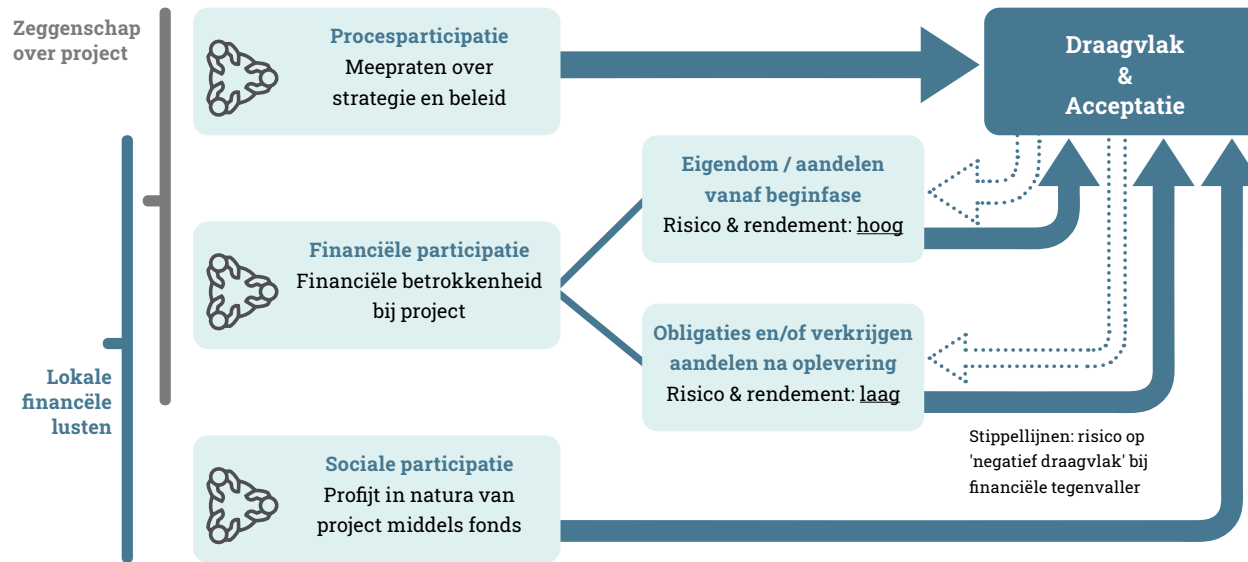 Zeggenschap
over project
Procesparticipatie
Meepraten over
strategie en beleid
Draagvlak
&
Acceptatie
Eigendom / aandelen
vanaf beginfase
Risico & rendement: hoog
Financiële participatie
Financiële betrokkenheid
bij project
Obligaties en/of verkrijgen
aandelen na oplevering
Risico & rendement: laag
Lokale
financële
lusten
Stippellijnen: risico op
'negatief draagvlak' bij
financiële tegenvaller
Sociale participatie
Profijt in natura van
project middels fonds